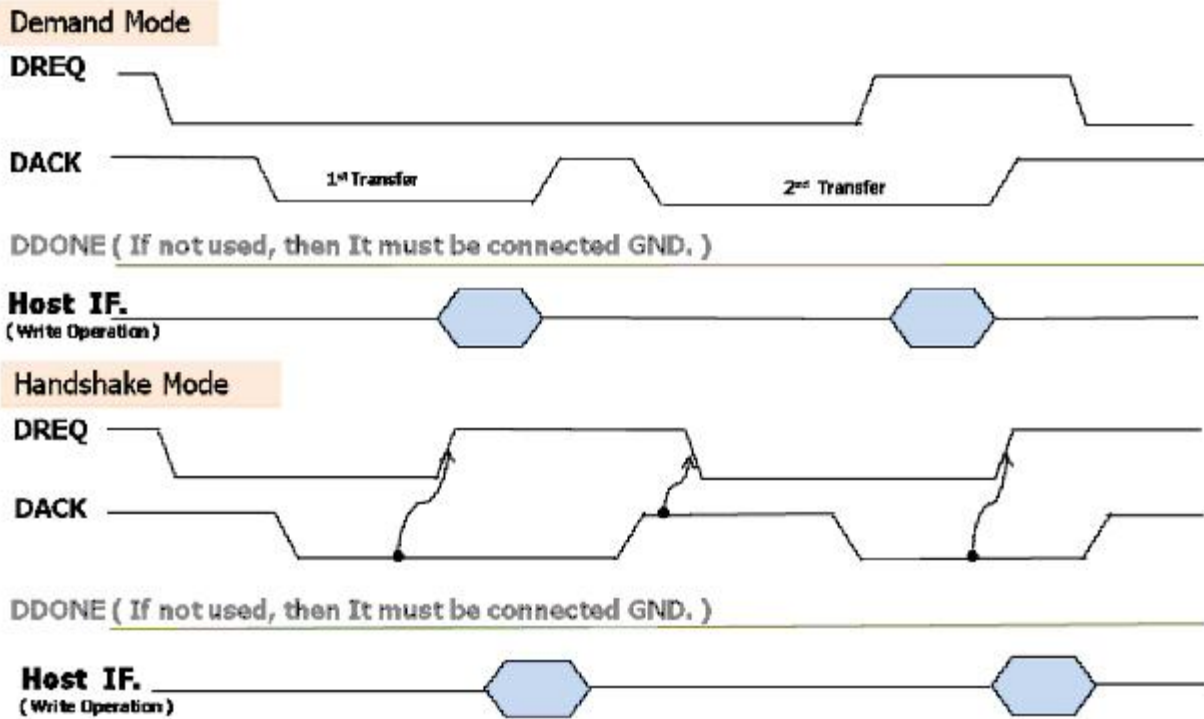 Demand Mode
DREQ
DACK
1st Transfer
2nd Transfer
DDONE ( If not used, then It must be connected GND. )
Host IF.
( Write Operation )
Handshake Mode
DREQ
DACK
DDONE ( If not used, then It must be connected GND. )
Host IF.
( Write Operation )